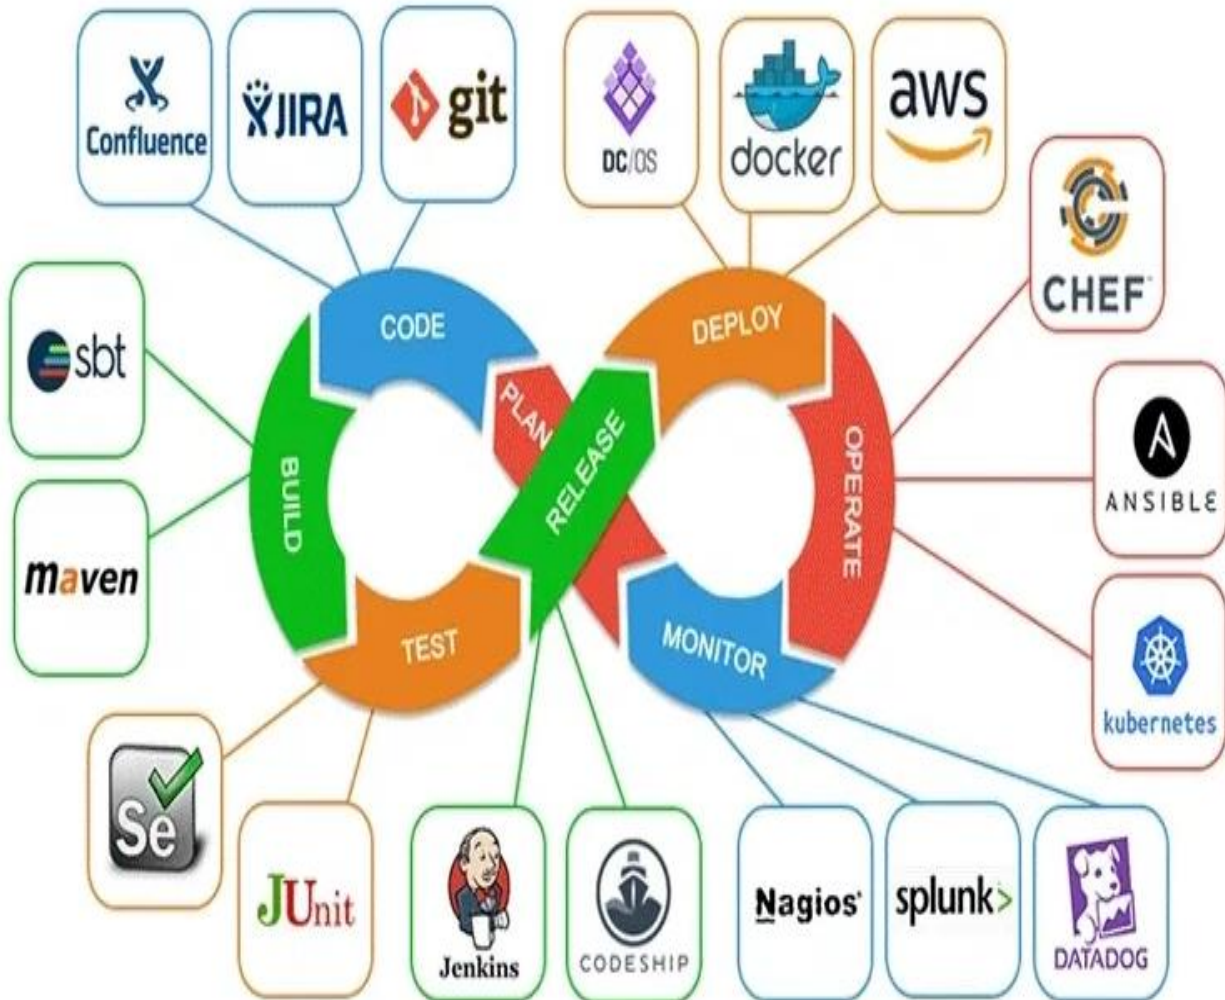 Confluence
JIRA
git
DC/OS
docker
aws
CHEF
sbt
CODE
DEPLOY
PLAN
RELEASE
BUILD
OPERATE
ANSIBLE
maven
TEST
MONITOR
kubernetes
Se
JUnit
Jenkins
CODESHIP
Nagios®
splunk>
DATADOG